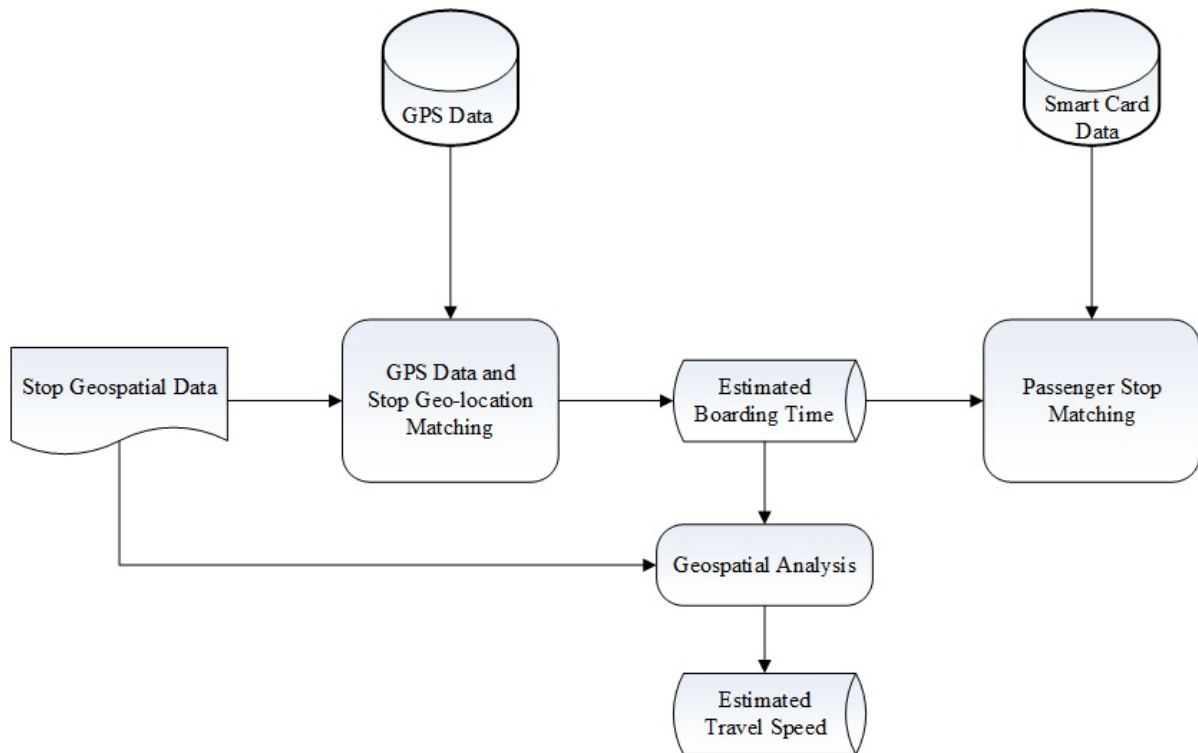 GPS Data
Smart Card
Data
Stop Geospatial Data
GPS Data and
Stop Geo-location
Matching
Estimated
Boarding Time
Passenger Stop
Matching
Geospatial Analysis
Estimated
Travel Speed